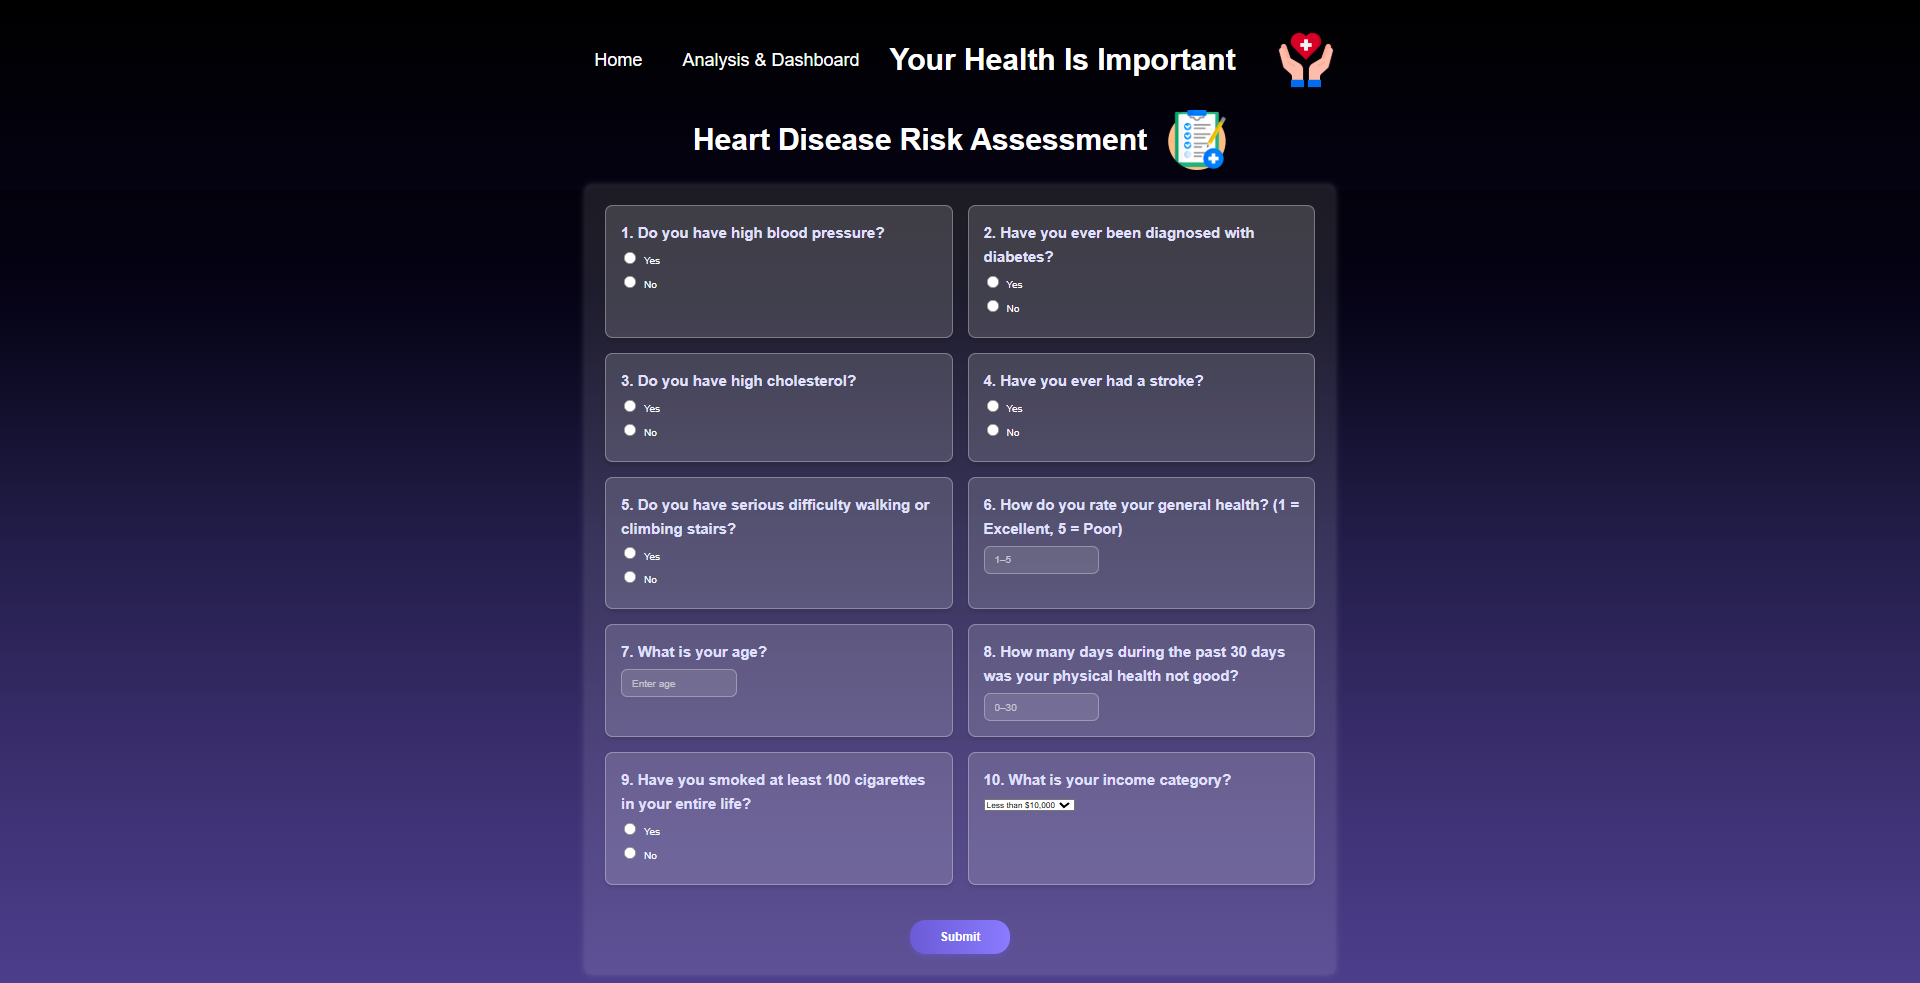 Home
Analysis & Dashboard
Your Health Is Important
Heart Disease Risk Assessment
1. Do you have high blood pressure?
Yes
No
2. Have you ever been diagnosed with
diabetes?
Yes
No
3. Do you have high cholesterol?
Yes
No
4. Have you ever had a stroke?
Yes
No
5. Do you have serious difficulty walking or
climbing stairs?
Yes
No
6. How do you rate your general health? (1 =
Excellent, 5 = Poor)
1–5
7. What is your age?
Enter age
8. How many days during the past 30 days
was your physical health not good?
0–30
9. Have you smoked at least 100 cigarettes
in your entire life?
Yes
No
10. What is your income category?
Less than $10,000
Submit